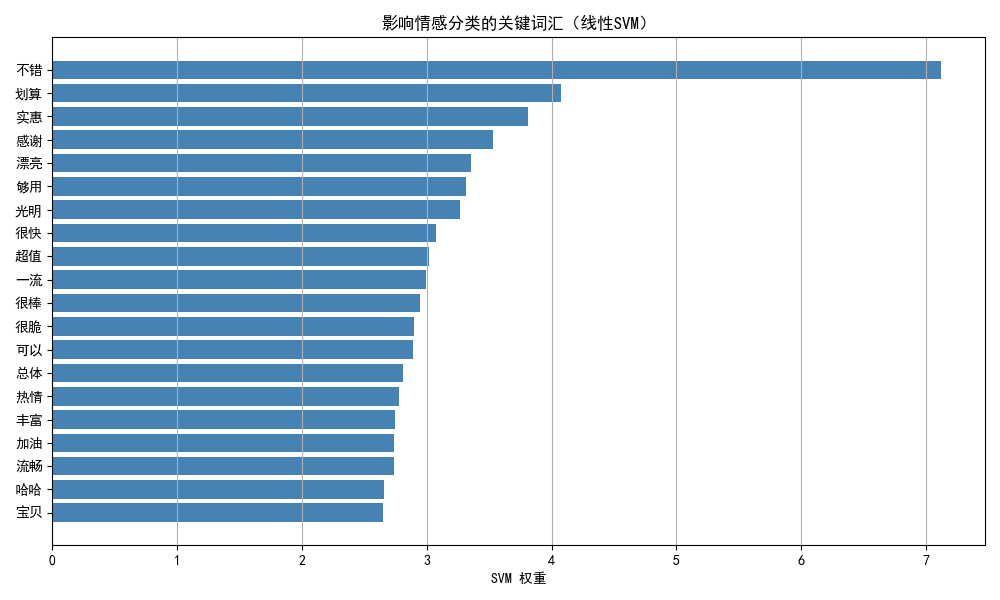 影响情感分类的关键词汇（线性SVM）
不错
划算
实惠
感谢
漂亮
够用
光明
很快
超值
一流
很棒
很脆
可以
总体
热情
丰富
加油
流畅
哈哈
宝贝
0 1 2 3 4 5 6 7
SVM 权重